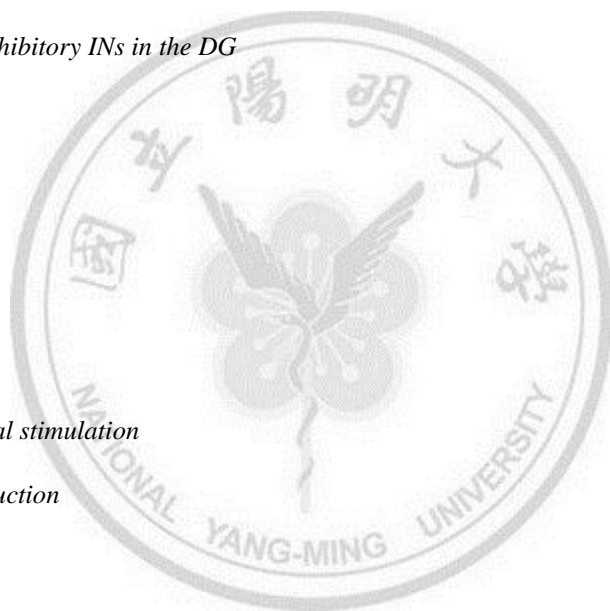 hibitory INs in the DG
國立陽明大學
al stimulation
uction
NATIONAL YANG-MING UNIVERSITY